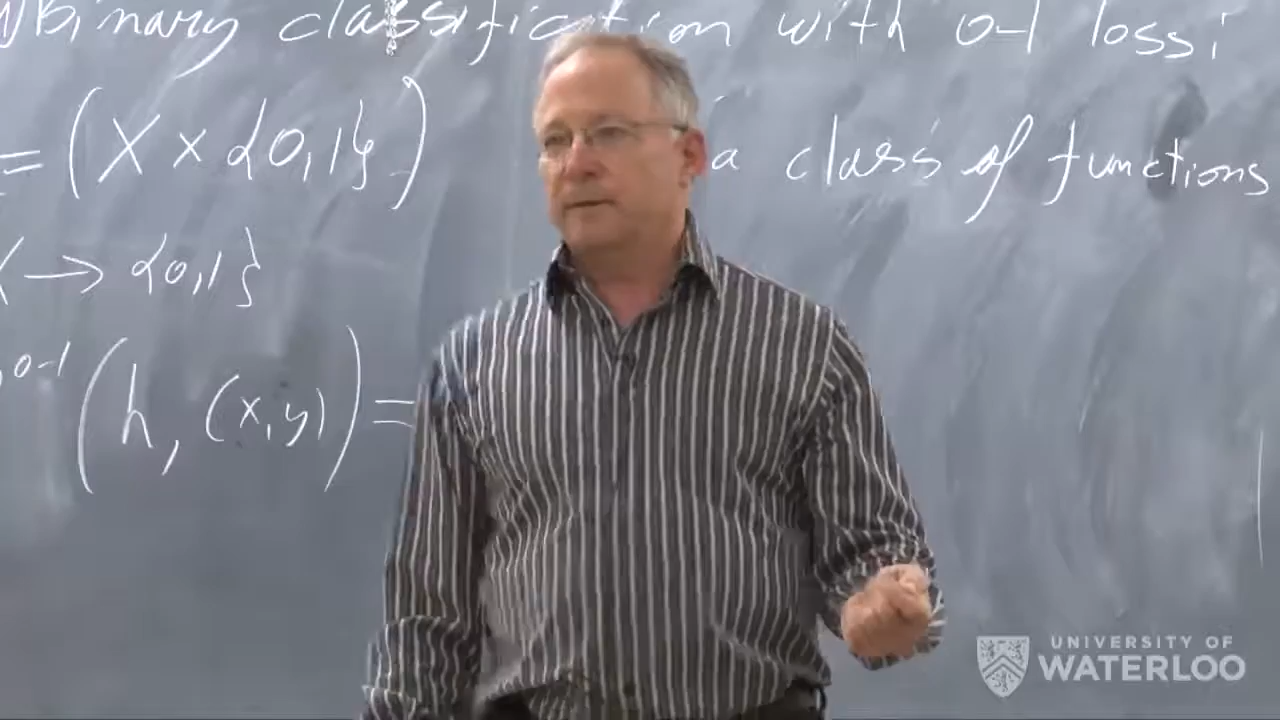 Binary classification with 0-1 loss:
= (X × {0,1}) a class of functions
→ {0,1}
0-1 (h, (x,y)) =
UNIVERSITY OF
WATERLOO